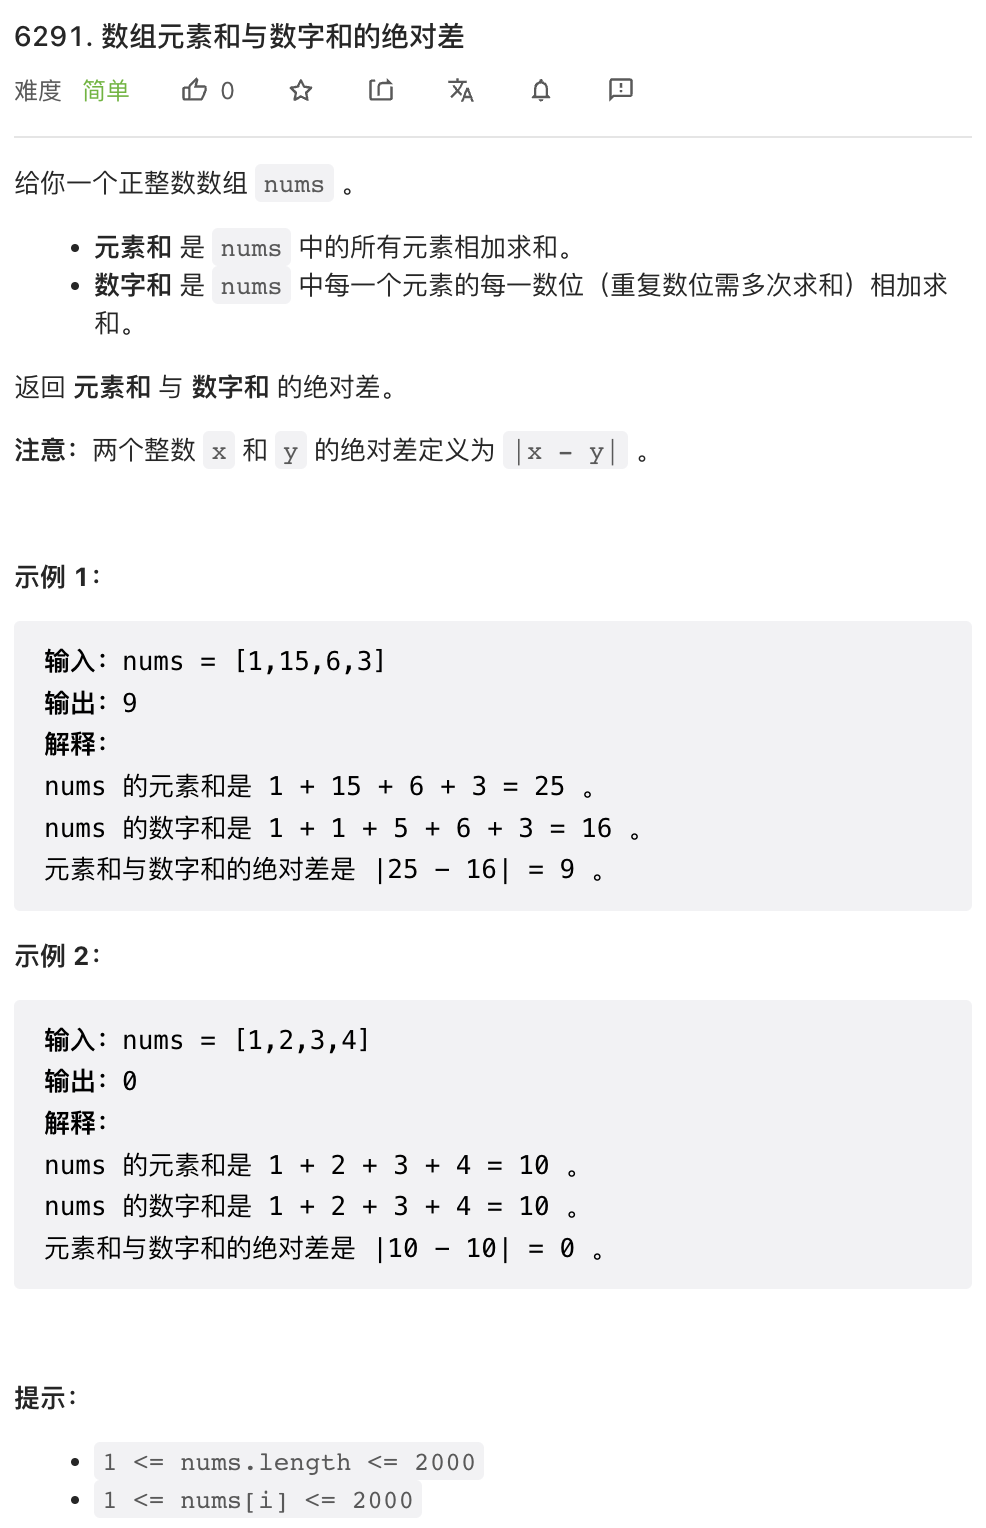 6291. 数组元素和与数字和的绝对差
难度 简单 0
给你一个正整数数组 nums 。
元素和 是 nums 中的所有元素相加求和。
数字和 是 nums 中每一个元素的每一数位（重复数位需多次求和）相加求
和。
返回 元素和 与 数字和 的绝对差。
注意：两个整数 x 和 y 的绝对差定义为 |x - y| 。
示例 1：
输入：nums = [1,15,6,3]
输出：9
解释：
nums 的元素和是 1 + 15 + 6 + 3 = 25 。
nums 的数字和是 1 + 1 + 5 + 6 + 3 = 16 。
元素和与数字和的绝对差是 |25 - 16| = 9 。
示例 2：
输入：nums = [1,2,3,4]
输出：0
解释：
nums 的元素和是 1 + 2 + 3 + 4 = 10 。
nums 的数字和是 1 + 2 + 3 + 4 = 10 。
元素和与数字和的绝对差是 |10 - 10| = 0 。
提示：
1 <= nums.length <= 2000
1 <= nums[i] <= 2000